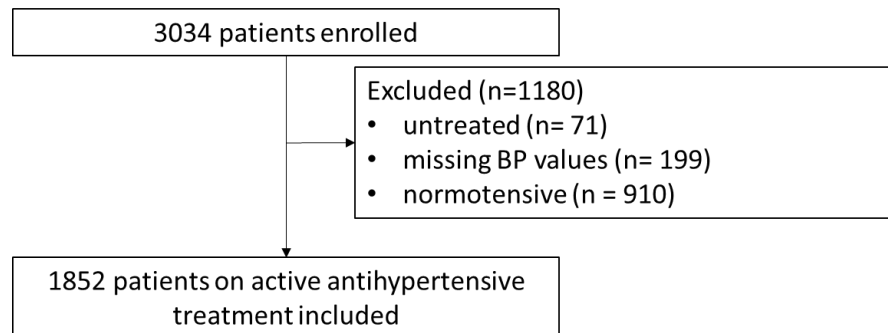 3034 patients enrolled
Excluded (n=1180)
• untreated (n= 71)
• missing BP values (n= 199)
• normotensive (n = 910)
1852 patients on active antihypertensive
treatment included